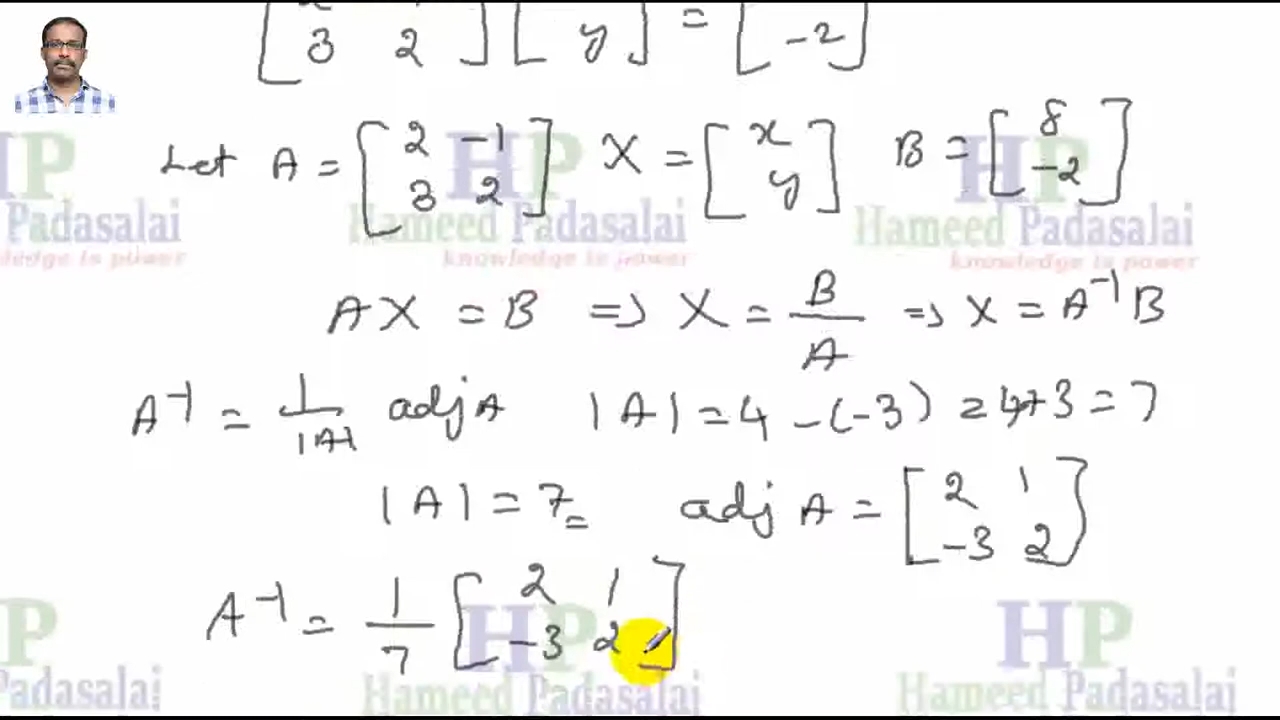 [3 2] [y] = [-2]
Let A = [2 -1 3 2] X = [x y] B = [8 -2]
AX = B ⇒ X = B/A ⇒ X = A⁻¹B
A⁻¹ = 1/|A| adj A |A| = 4 - (-3) = 4+3 = 7
|A| = 7 adj A = [2 1 -3 2]
A⁻¹ = 1/7 [2 1 -3 2]
HP HP HP
Padasalai Hameed Padasalai Hameed Padasalai
ledge is power knowledge is power knowledge is power
P HP HP
Padasalai Hameed Padasalai Hameed Padasalai